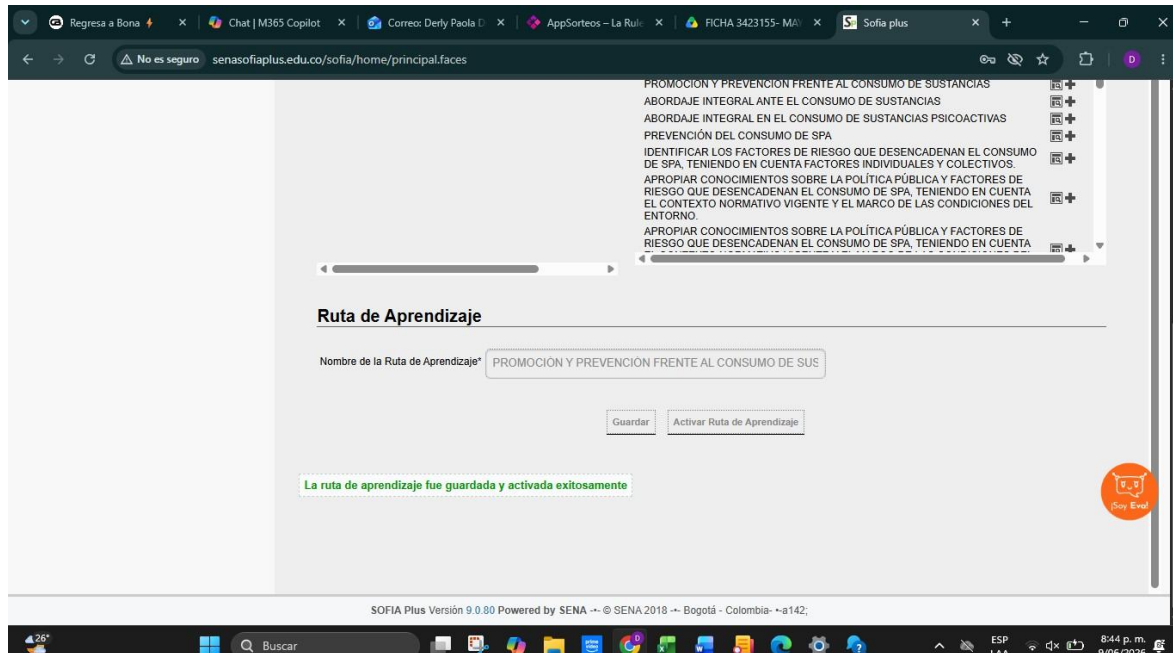 Regresa a Bona
Chat | M365 Copilot
Correo: Derly Paola D
AppSorteos – La Rule
FICHA 3423155- MAY
Sofia plus
No es seguro
senasofiaplus.edu.co/sofia/home/principal.faces
D
PROMOCIÓN Y PREVENCIÓN FRENTE AL CONSUMO DE SUSTANCIAS
ABORDAJE INTEGRAL ANTE EL CONSUMO DE SUSTANCIAS
ABORDAJE INTEGRAL EN EL CONSUMO DE SUSTANCIAS PSICOACTIVAS
PREVENCIÓN DEL CONSUMO DE SPA
IDENTIFICAR LOS FACTORES DE RIESGO QUE DESENCADENAN EL CONSUMO
DE SPA, TENIENDO EN CUENTA FACTORES INDIVIDUALES Y COLECTIVOS.
APROPIAR CONOCIMIENTOS SOBRE LA POLÍTICA PÚBLICA Y FACTORES DE
RIESGO QUE DESENCADENAN EL CONSUMO DE SPA, TENIENDO EN CUENTA
EL CONTEXTO NORMATIVO VIGENTE Y EL MARCO DE LAS CONDICIONES DEL
ENTORNO.
APROPIAR CONOCIMIENTOS SOBRE LA POLÍTICA PÚBLICA Y FACTORES DE
RIESGO QUE DESENCADENAN EL CONSUMO DE SPA, TENIENDO EN CUENTA
Ruta de Aprendizaje
Nombre de la Ruta de Aprendizaje*
PROMOCIÓN Y PREVENCIÓN FRENTE AL CONSUMO DE SUS
Guardar
Activar Ruta de Aprendizaje
La ruta de aprendizaje fue guardada y activada exitosamente
¡Soy Eva!
SOFIA Plus Versión 9.0.80 Powered by SENA -•- © SENA 2018 -•- Bogotá - Colombia- •-a142;
26°
Buscar
ESP
8:44 p. m.
9/06/2026